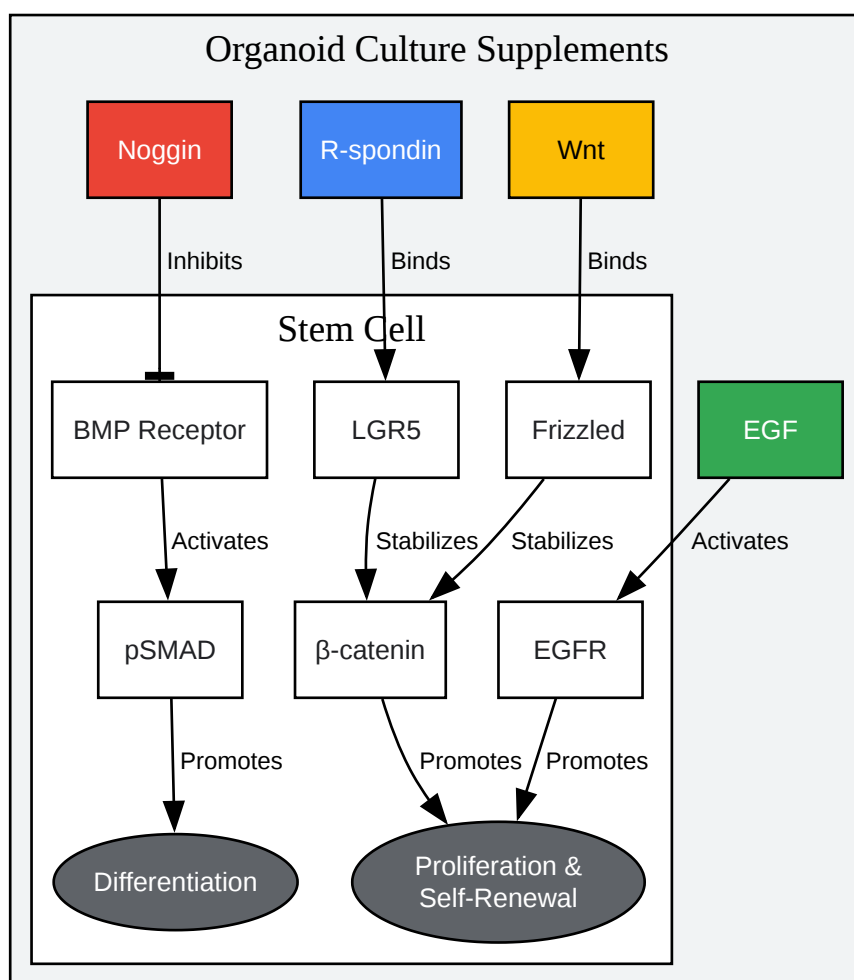 Organoid Culture Supplements
Noggin
R-spondin
Wnt
Inhibits
Binds
Binds
Stem Cell
BMP Receptor
LGR5
Frizzled
EGF
Activates
Stabilizes
Stabilizes
Activates
pSMAD
β-catenin
EGFR
Promotes
Promotes
Promotes
Differentiation
Proliferation &
Self-Renewal